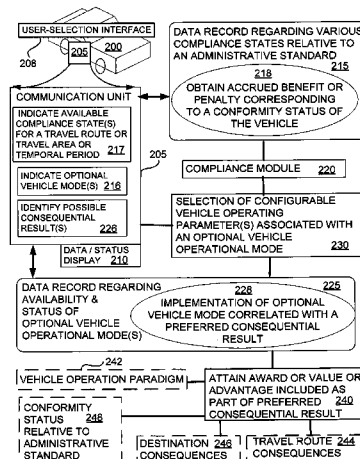 USER-SELECTION INTERFACE
208
205
200
COMMUNICATION UNIT
INDICATE AVAILABLE
COMPLIANCE STATE(S)
FOR A TRAVEL ROUTE OR
TRAVEL AREA OR
TEMPORAL PERIOD
217
INDICATE OPTIONAL
VEHICLE MODE(S) 216
IDENTIFY POSSIBLE
CONSEQUENTIAL
RESULT(S) 226
205
DATA / STATUS
DISPLAY 210
DATA RECORD REGARDING VARIOUS
COMPLIANCE STATES RELATIVE TO
AN ADMINISTRATIVE STANDARD
215
218
OBTAIN ACCRUED BENEFIT OR
PENALTY CORRESPONDING
TO A CONFORMITY STATUS OF
THE VEHICLE
COMPLIANCE MODULE 220
SELECTION OF CONFIGURABLE
VEHICLE OPERATING
PARAMETER(S) ASSOCIATED WITH
AN OPTIONAL VEHICLE
OPERATIONAL MODE 230
DATA RECORD REGARDING
AVAILABILITY &
STATUS OF
OPTIONAL VEHICLE
OPERATIONAL MODE(S)
225
228
IMPLEMENTATION OF OPTIONAL
VEHICLE MODE CORRELATED WITH A
PREFERRED CONSEQUENTIAL
RESULT
242
VEHICLE OPERATION PARADIGM
ATTAIN AWARD OR VALUE OR
ADVANTAGE INCLUDED AS
PART OF PREFERRED
CONSEQUENTIAL RESULT 240
CONFORMITY
STATUS 248
RELATIVE TO
ADMINISTRATIVE
STANDARD
DESTINATION 246
CONSEQUENCES
TRAVEL ROUTE 244
CONSEQUENCES